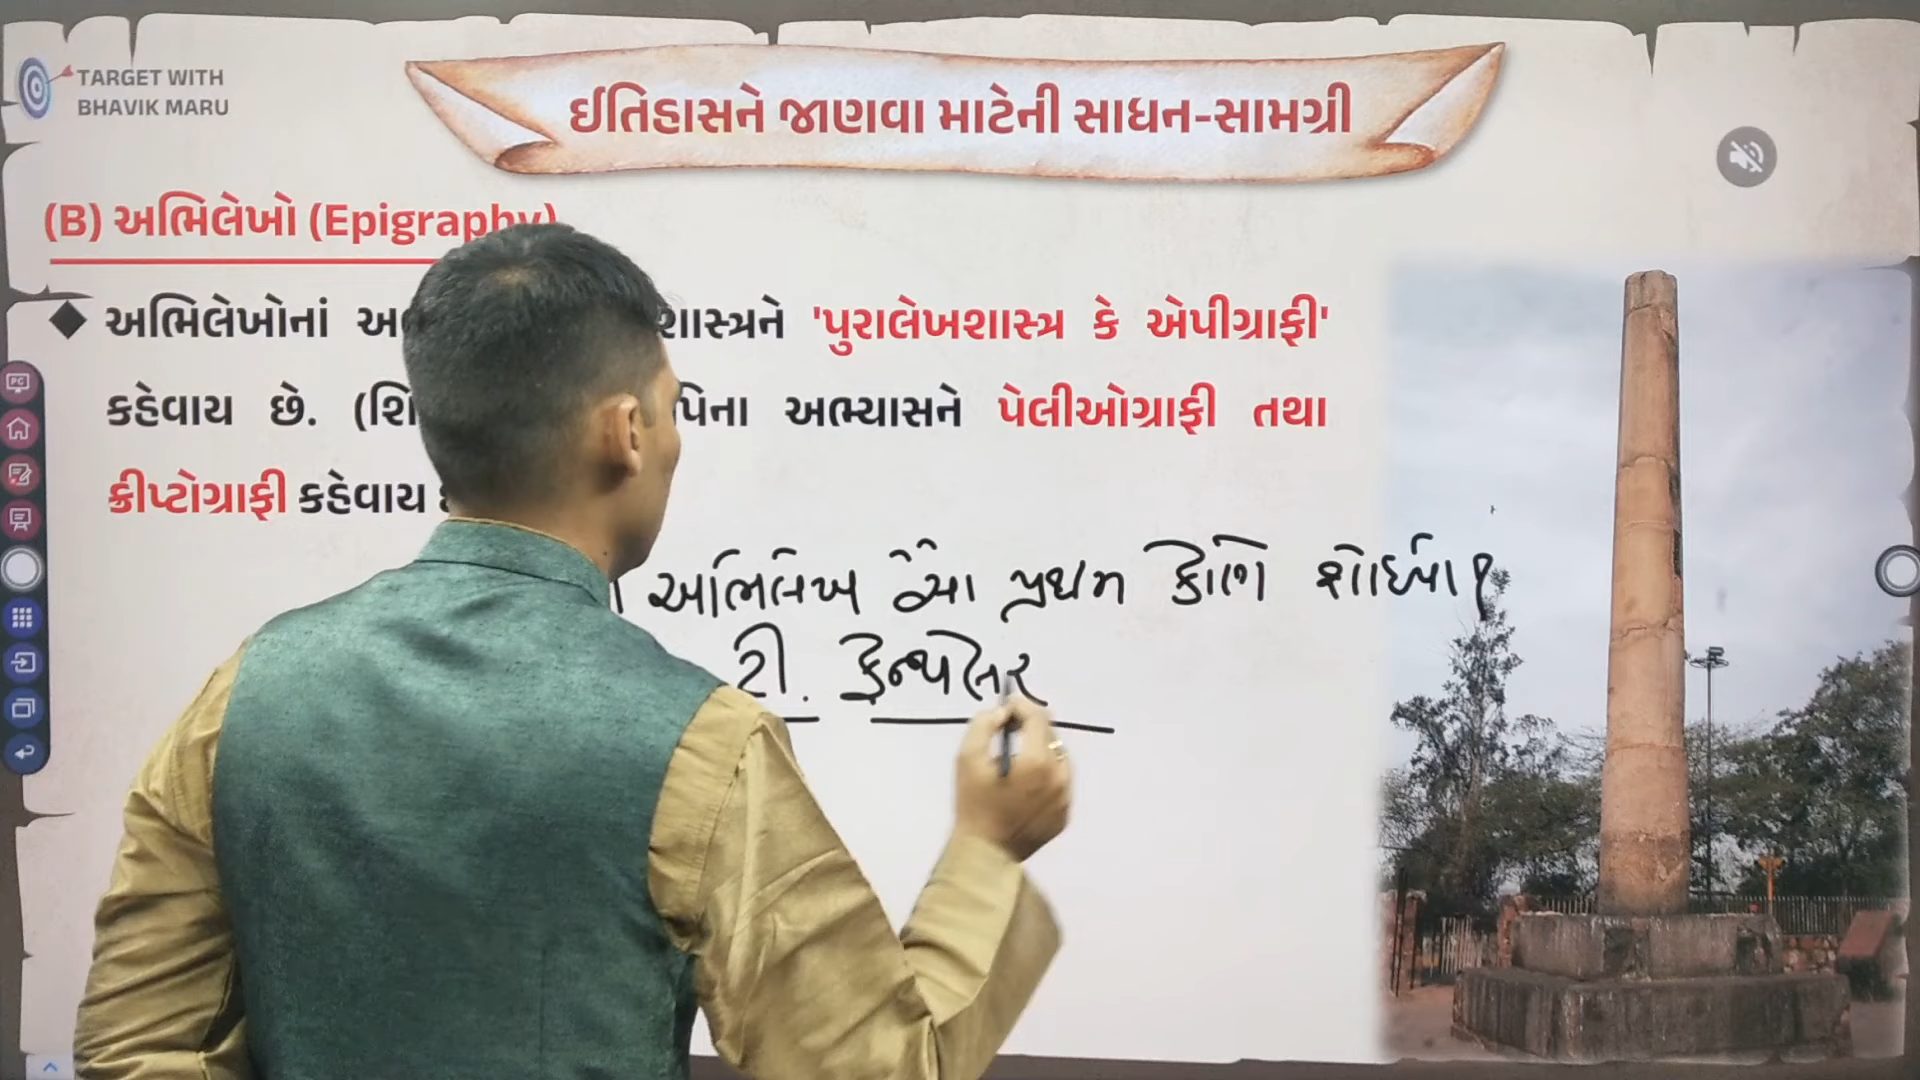 TARGET WITH
BHAVIK MARU
ઈતિહાસને જાણવા માટેની સાધન-સામગ્રી
(B) અભિલેખો (Epigraphy)
અભિલેખોનાં શાસ્ત્રને 'પુરાલેખશાસ્ત્ર કે એપીગ્રાફી'
કહેવાય છે. અભ્યાસને પેલીઓગ્રાફી તથા
ક્રીપ્ટોગ્રાફી કહેવાય
અભિલેખ પ્રથમ કોણે શોધ્યા?
ટી. ફેન્થેલર